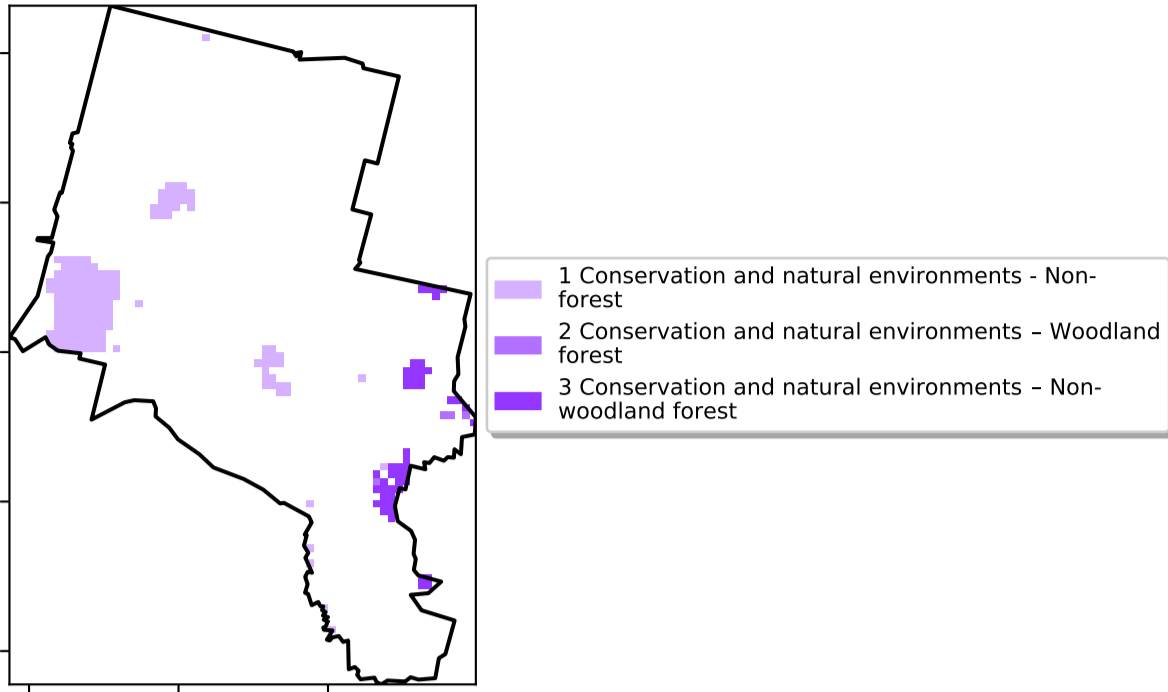 1 Conservation and natural environments - Non-
forest
2 Conservation and natural environments – Woodland
forest
3 Conservation and natural environments – Non-
woodland forest